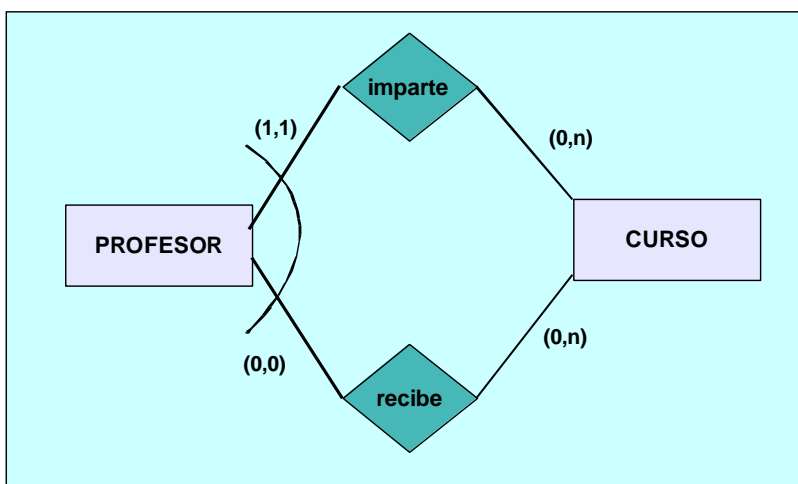 imparte
(1,1)
(0,n)
PROFESOR
CURSO
(0,0)
(0,n)
recibe